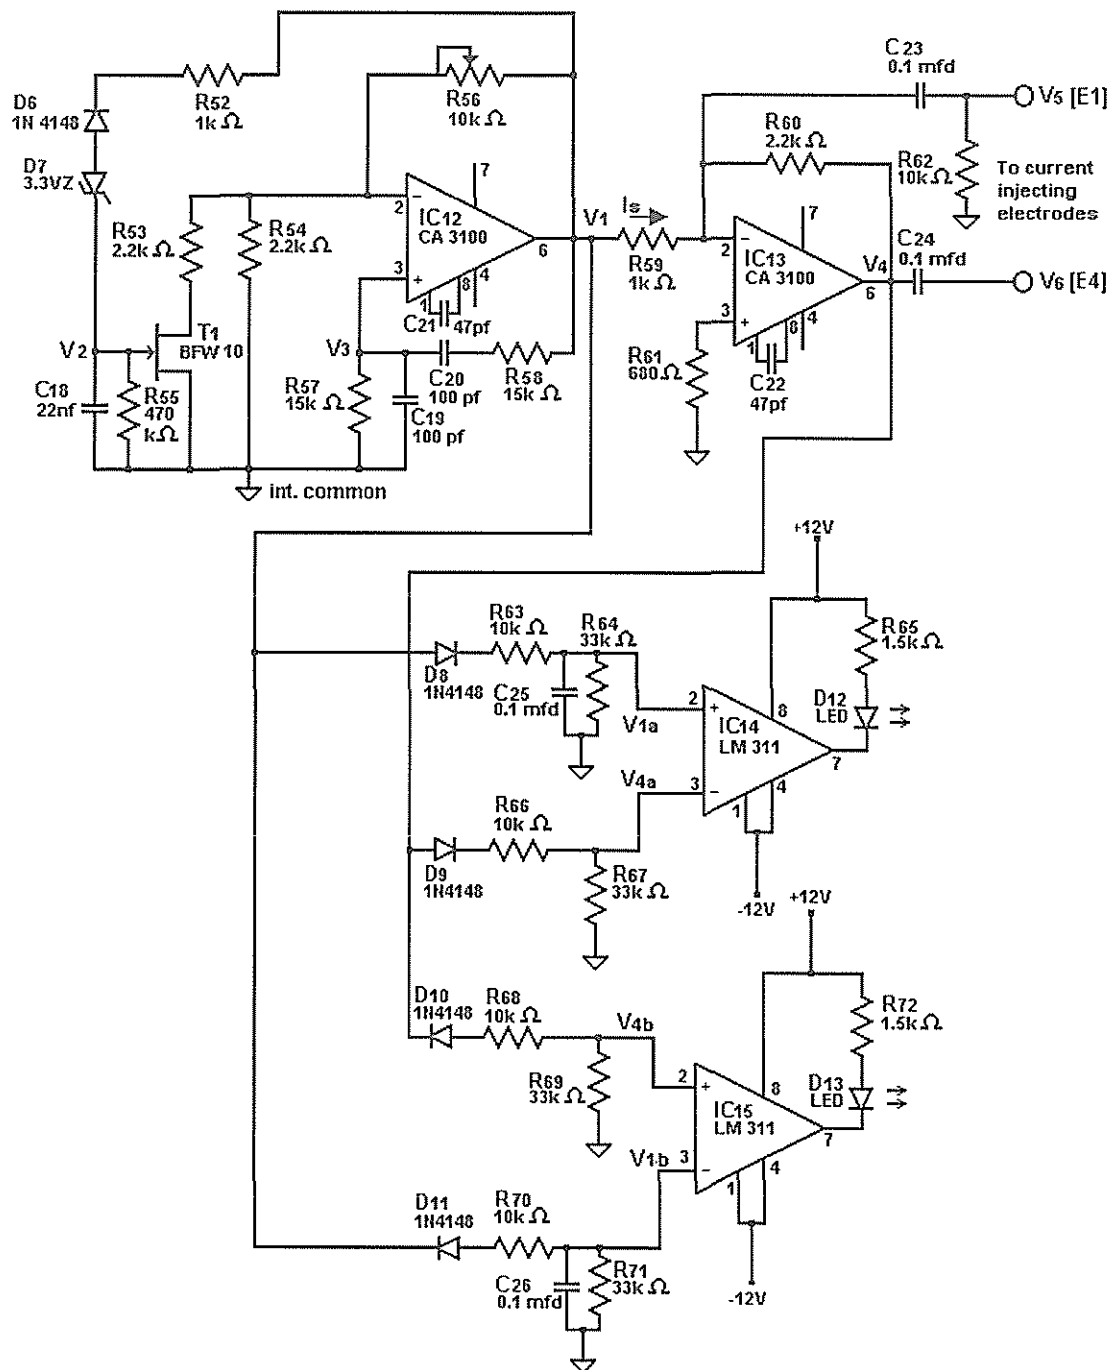 C23
0.1 mfd
V5 [E1]
D6
1N 4148
R52
1k Ω
R56
10k Ω
R60
2.2k Ω
R62
10k Ω
To current
injecting
electrodes
D7
3.3VZ
7
IC12
CA 3100
2
3
6
1
8
4
R53
2.2k Ω
R54
2.2k Ω
V1
Is
R59
1k Ω
7
IC13
CA 3100
2
3
6
1
8
4
V4
C24
0.1 mfd
V6 [E4]
T1
BFW 10
V2
C21
47pf
V3
C18
22nf
R55
470
kΩ
R57
15k Ω
C20
100 pf
R58
15k Ω
C19
100 pf
R61
680 Ω
C22
47pf
int. common
+12V
R63
10k Ω
R64
33k Ω
R65
1.5k Ω
D8
1N4148
C25
0.1 mfd
V1a
2
+
IC14
LM 311
8
D12
LED
7
V4a
3
−
1
4
R66
10k Ω
D9
1N4148
R67
33k Ω
-12V
+12V
D10
1N4148
R68
10k Ω
V4b
R72
1.5k Ω
R69
33k Ω
2
+
IC15
LM 311
8
D13
LED
7
V1b
3
−
1
4
D11
1N4148
R70
10k Ω
C26
0.1 mfd
R71
33k Ω
-12V